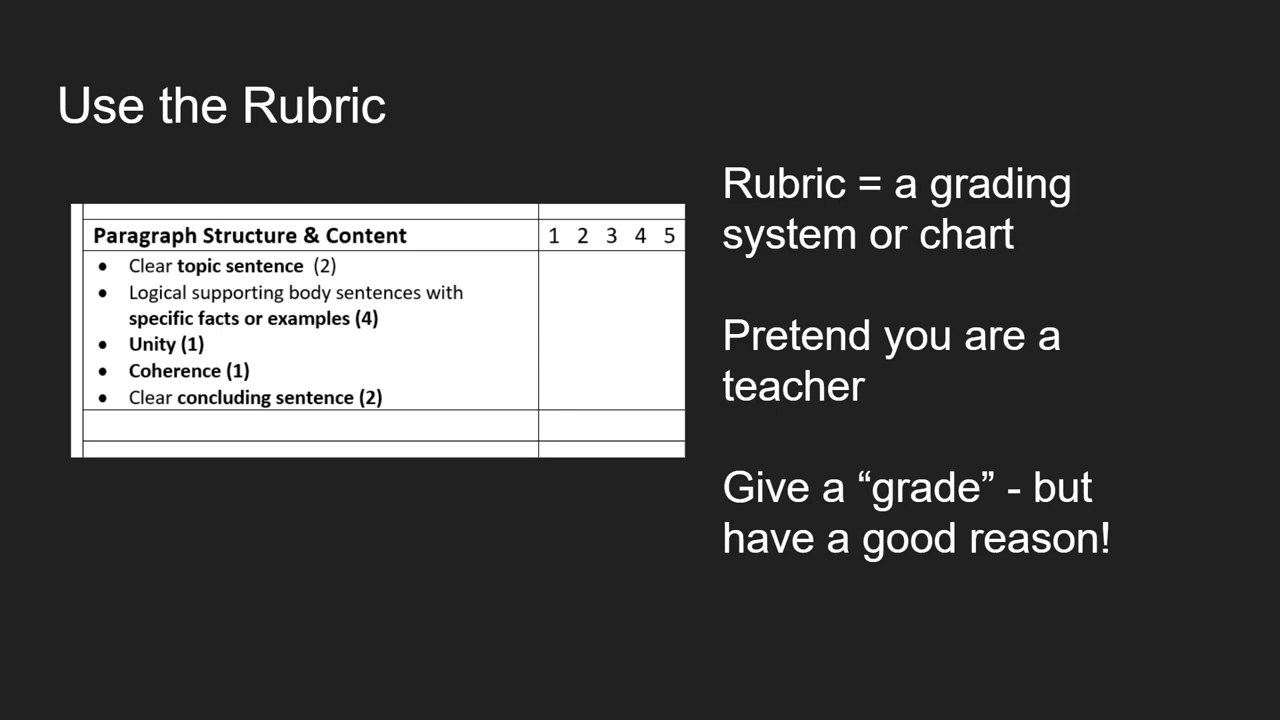 Use the Rubric
Paragraph Structure & Content 1 2 3 4 5
• Clear topic sentence (2)
• Logical supporting body sentences with
specific facts or examples (4)
• Unity (1)
• Coherence (1)
• Clear concluding sentence (2)
Rubric = a grading
system or chart
Pretend you are a
teacher
Give a “grade” - but
have a good reason!